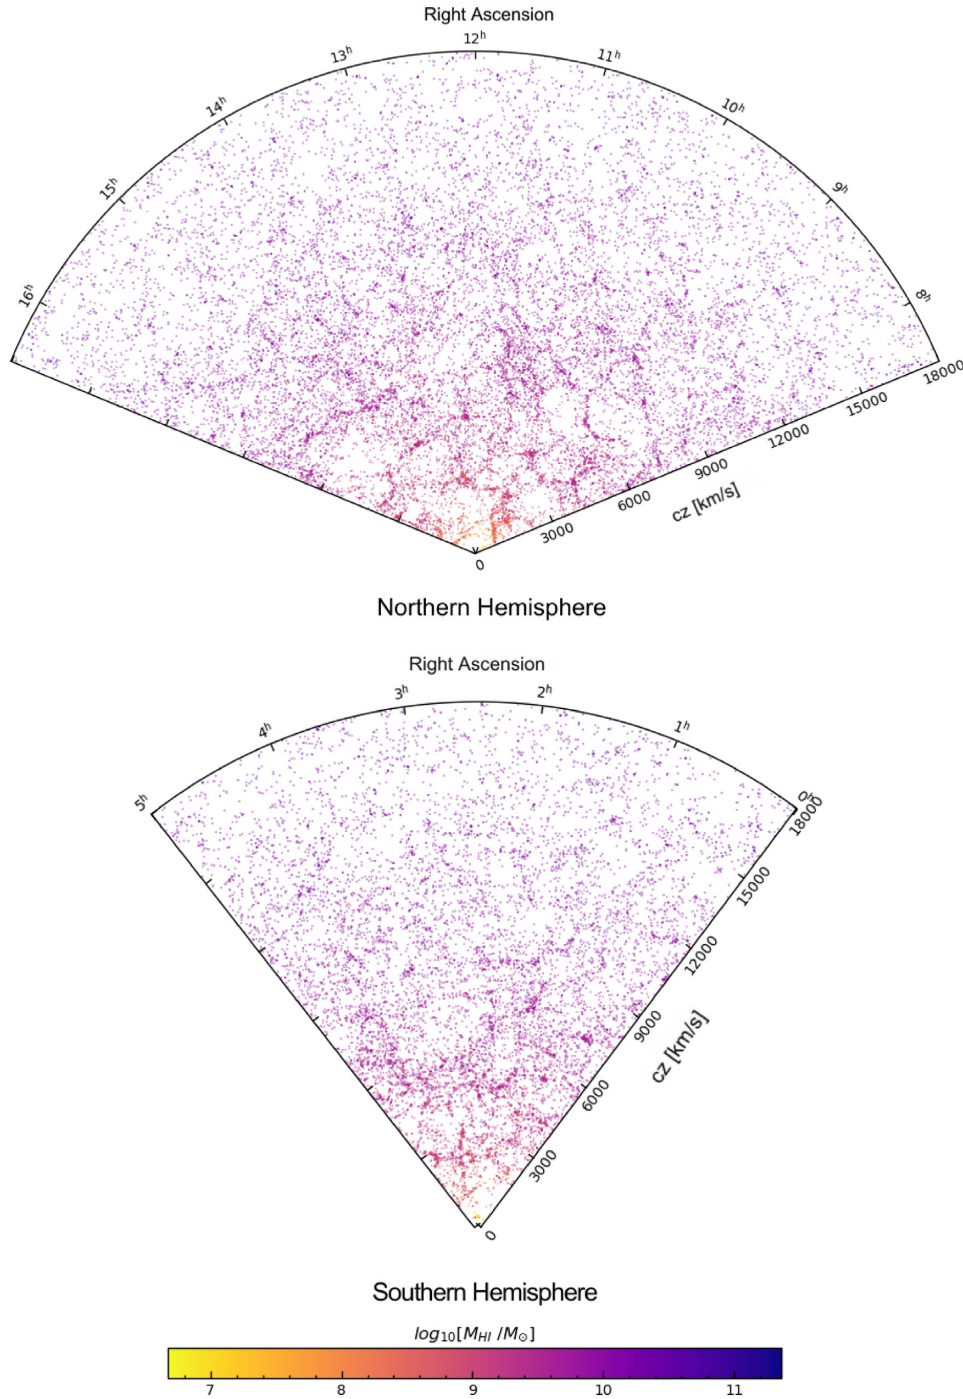 Right Ascension
12ʰ
13ʰ
11ʰ
14ʰ
10ʰ
15ʰ
9ʰ
16ʰ
8ʰ
18000
15000
12000
9000
6000
cz [km/s]
3000
0
Northern Hemisphere
Right Ascension
3ʰ
2ʰ
4ʰ
1ʰ
5ʰ
0ʰ
18000
15000
12000
9000
cz [km/s]
6000
3000
0
Southern Hemisphere
log₁₀[M_HI /M_⊙]
7 8 9 10 11